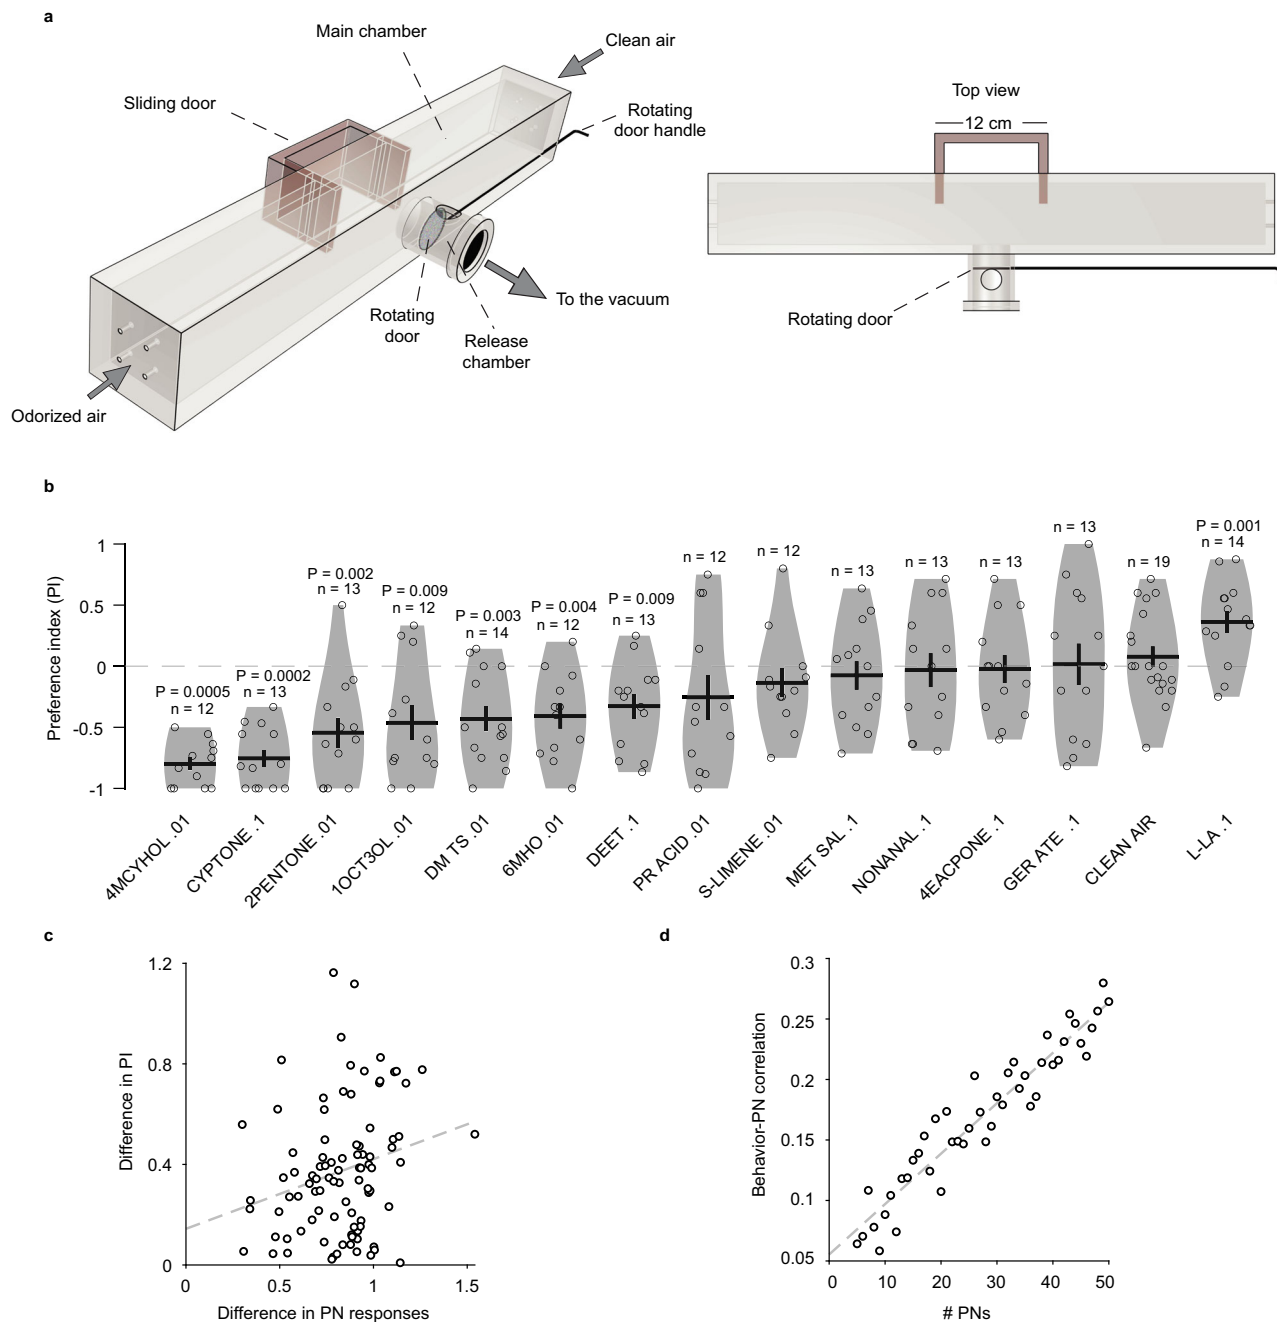 a
Main chamber
Clean air
Sliding door
Rotating
door handle
Top view
12 cm
To the vacuum
Rotating
door
Release
chamber
Rotating door
Odorized air
b
Preference index (PI)
1
0.5
0
-0.5
-1
P = 0.0005
n = 12
P = 0.0002
n = 13
P = 0.002
n = 13
P = 0.009
n = 12
P = 0.003
n = 14
P = 0.004
n = 12
P = 0.009
n = 13
n = 12
n = 12
n = 13
n = 13
n = 13
n = 13
n = 19
P = 0.001
n = 14
4MCYHOL .01
CYPTONE .1
2PENTONE .01
1OCT3OL .01
DM TS .01
6MHO .01
DEET .1
PR ACID .01
S-LIMENE .01
MET SAL .1
NONANAL .1
4EACPONE .1
GER ATE .1
CLEAN AIR
L-LA .1
c
Difference in PI
1.2
0.8
0.4
0
0
0.5
1
1.5
Difference in PN responses
d
Behavior-PN correlation
0.3
0.25
0.2
0.15
0.1
0.05
0
10
20
30
40
50
# PNs